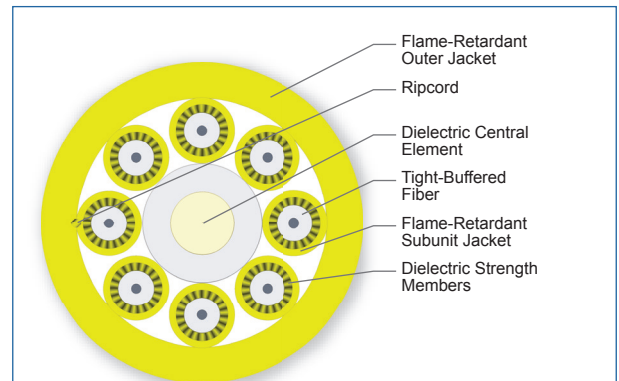 Flame-Retardant
Outer Jacket
Ripcord
Dielectric Central
Element
Tight-Buffered
Fiber
Flame-Retardant
Subunit Jacket
Dielectric Strength
Members